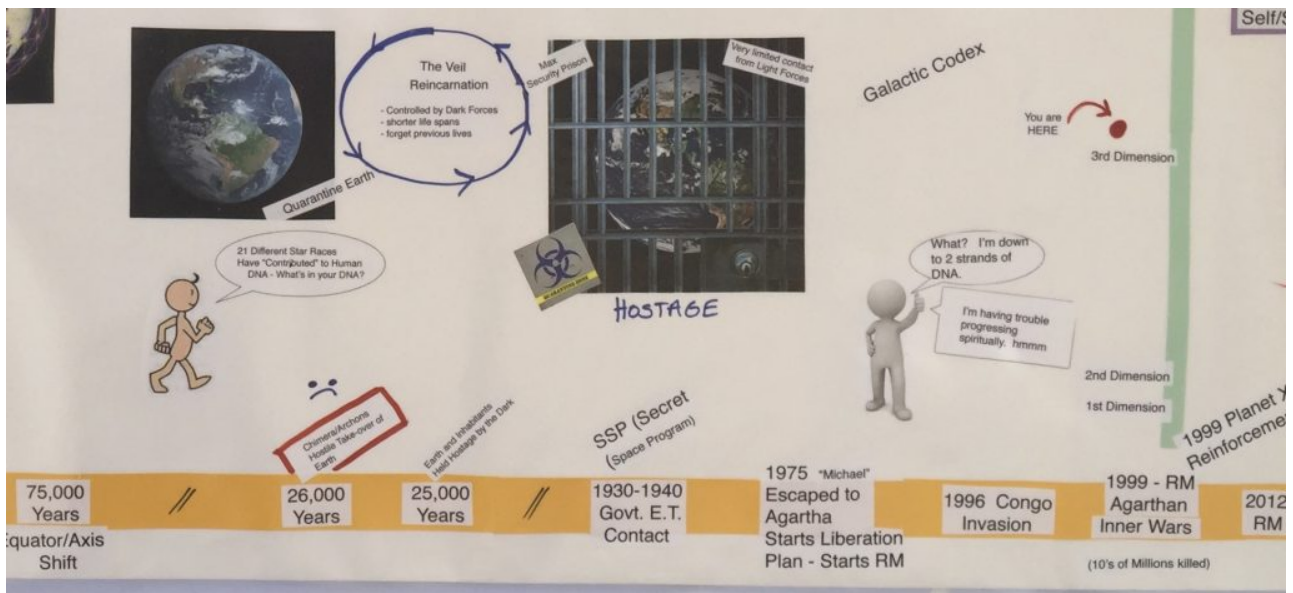 Self/S
The Veil
Reincarnation
- Controlled by Dark Forces
- shorter life spans
- forget previous lives
Quarantine Earth
Max
Security Prison
Very limited contact
from Light Forces
Galactic Codex
You are
HERE
3rd Dimension
21 Different Star Races
Have "Contributed" to Human
DNA - What's in your DNA?
HOSTAGE
What? I'm down
to 2 strands of
DNA.
I'm having trouble
progressing
spiritually. hmmm
2nd Dimension
1st Dimension
Chimera/Archons
Hostile Take-over of
Earth
Earth and Inhabitants
Held Hostage by the Dark
SSP (Secret
(Space Program)
1999 Planet X
Reinforceme
75,000
Years
Equator/Axis
Shift
//
26,000
Years
25,000
Years
//
1930-1940
Govt. E.T.
Contact
1975 "Michael"
Escaped to
Agartha
Starts Liberation
Plan - Starts RM
1996 Congo
Invasion
1999 - RM
Agarthan
Inner Wars
(10's of Millions killed)
2012
RM